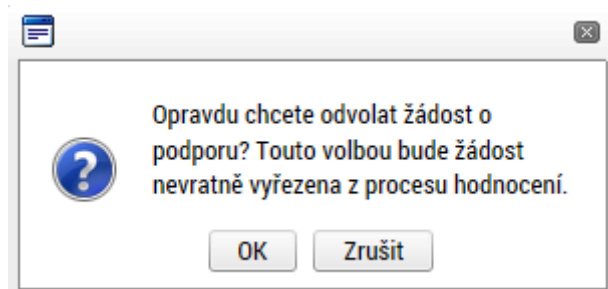 Opravdu chcete odvolat žádost o
podporu? Touto volbou bude žádost
nevratně vyřezena z procesu hodnocení.
OK
Zrušit